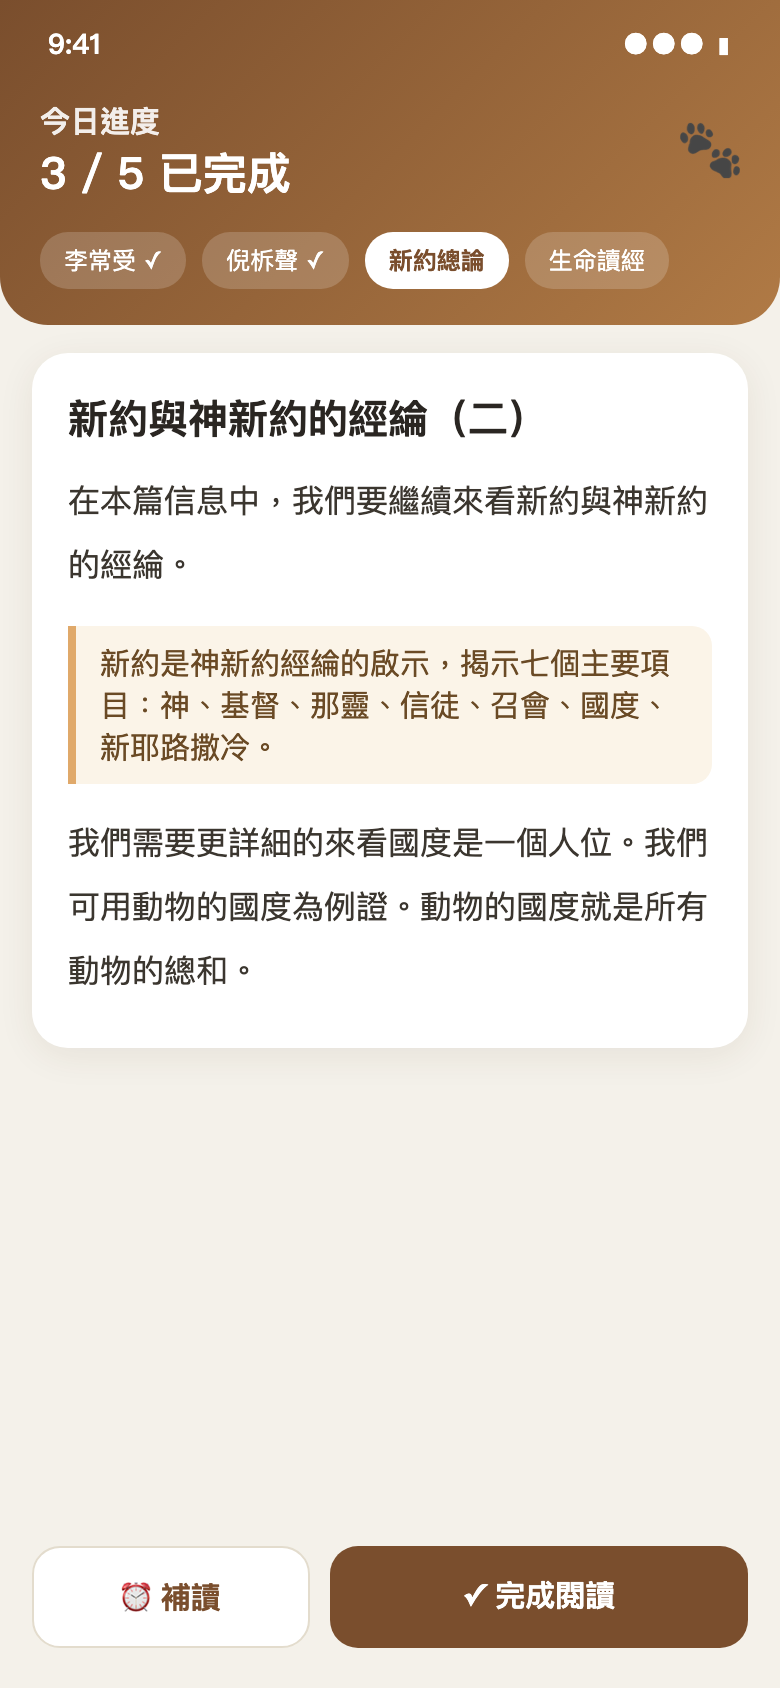 9:41
今日進度
3 / 5 已完成
李常受 ✓ 倪柝聲 ✓ 新約總論 生命讀經
新約與神新約的經綸（二）
在本篇信息中，我們要繼續來看新約與神新約
的經綸。
新約是神新約經綸的啟示，揭示七個主要項
目：神、基督、那靈、信徒、召會、國度、
新耶路撒冷。
我們需要更詳細的來看國度是一個人位。我們
可用動物的國度為例證。動物的國度就是所有
動物的總和。
⏰ 補讀 ✓ 完成閱讀